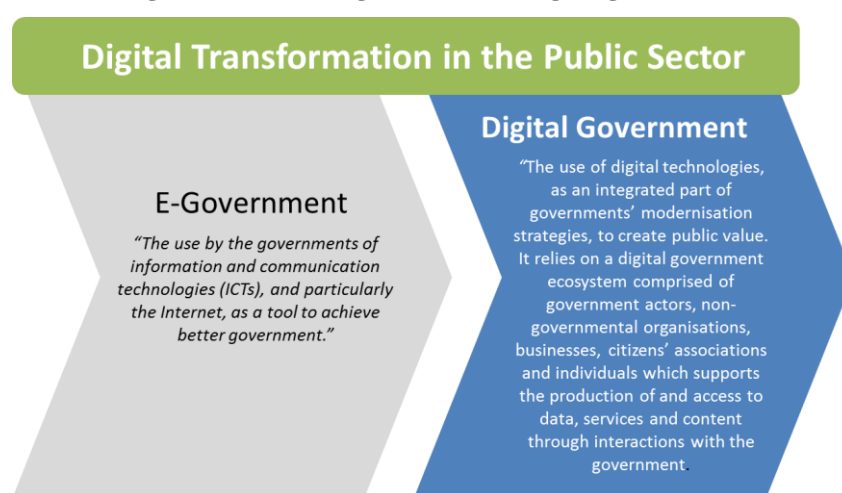 Digital Transformation in the Public Sector
E-Government
“The use by the governments of
information and communication
technologies (ICTs), and particularly
the Internet, as a tool to achieve
better government.”
Digital Government
“The use of digital technologies,
as an integrated part of
governments’ modernisation
strategies, to create public value.
It relies on a digital government
ecosystem comprised of
government actors, non-
governmental organisations,
businesses, citizens’ associations
and individuals which supports
the production of and access to
data, services and content
through interactions with the
government.